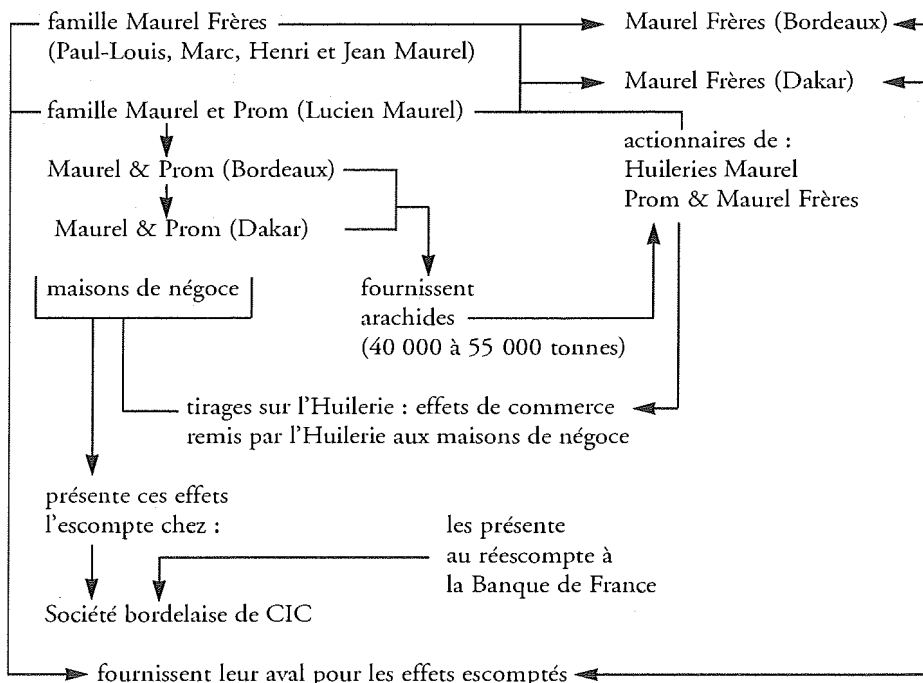 famille Maurel Frères
(Paul-Louis, Marc, Henri et Jean Maurel)
Maurel Frères (Bordeaux)
Maurel Frères (Dakar)
famille Maurel et Prom (Lucien Maurel)
actionnaires de :
Huileries Maurel
Prom & Maurel Frères
Maurel & Prom (Bordeaux)
Maurel & Prom (Dakar)
maisons de négoce
fournissent
arachides
(40 000 à 55 000 tonnes)
tirages sur l'Huilerie : effets de commerce
remis par l'Huilerie aux maisons de négoce
présente ces effets
l'escompte chez :
les présente
au réescompte à
la Banque de France
Société bordelaise de CIC
fournissent leur aval pour les effets escomptés